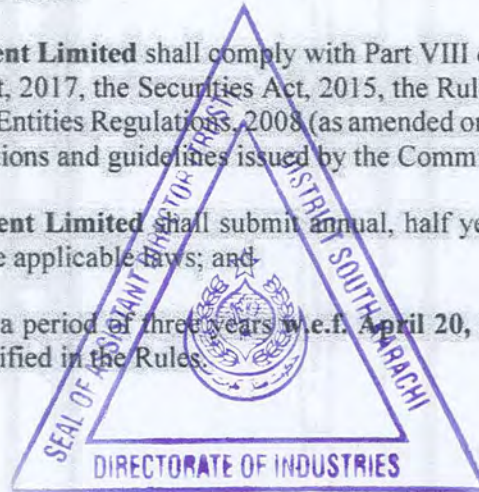 ent Limited shall comply with Part VIII
t, 2017, the Securities Act, 2015, the Rul
Entities Regulations, 2008 (as amended or
tions and guidelines issued by the Comm
ent Limited shall submit annual, half ye
e applicable laws; and
a period of three years w.e.f. April 20,
ified in the Rules.
SEAL OF ASSISTANT DIRECTOR TRUST
DISTRICT SOUTH KARACHI
DIRECTORATE OF INDUSTRIES